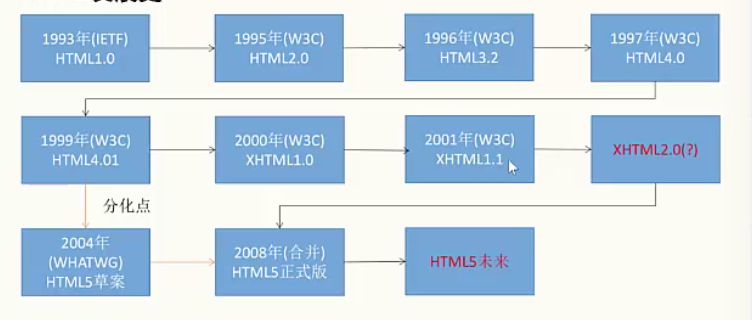 1993年(IETF)
HTML1.0
1995年(W3C)
HTML2.0
1996年(W3C)
HTML3.2
1997年(W3C)
HTML4.0
1999年(W3C)
HTML4.01
2000年(W3C)
XHTML1.0
2001年(W3C)
XHTML1.1
XHTML2.0(?)
分化点
2004年
(WHATWG)
HTML5草案
2008年(合并)
HTML5正式版
HTML5未来